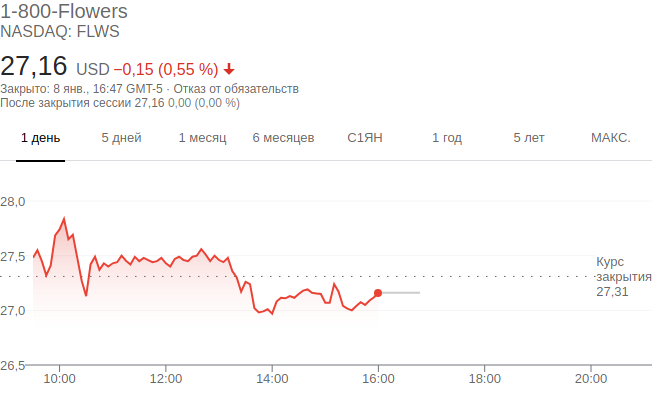 1-800-Flowers
NASDAQ: FLWS
27,16 USD −0,15 (0,55 %)
Закрыто: 8 янв., 16:47 GMT-5 · Отказ от обязательств
После закрытия сессии 27,16 0,00 (0,00 %)
1 день 5 дней 1 месяц 6 месяцев С1ЯН 1 год 5 лет МАКС.
28,0
27,5
27,0
26,5
Курс
закрытия
27,31
10:00 12:00 14:00 16:00 18:00 20:00